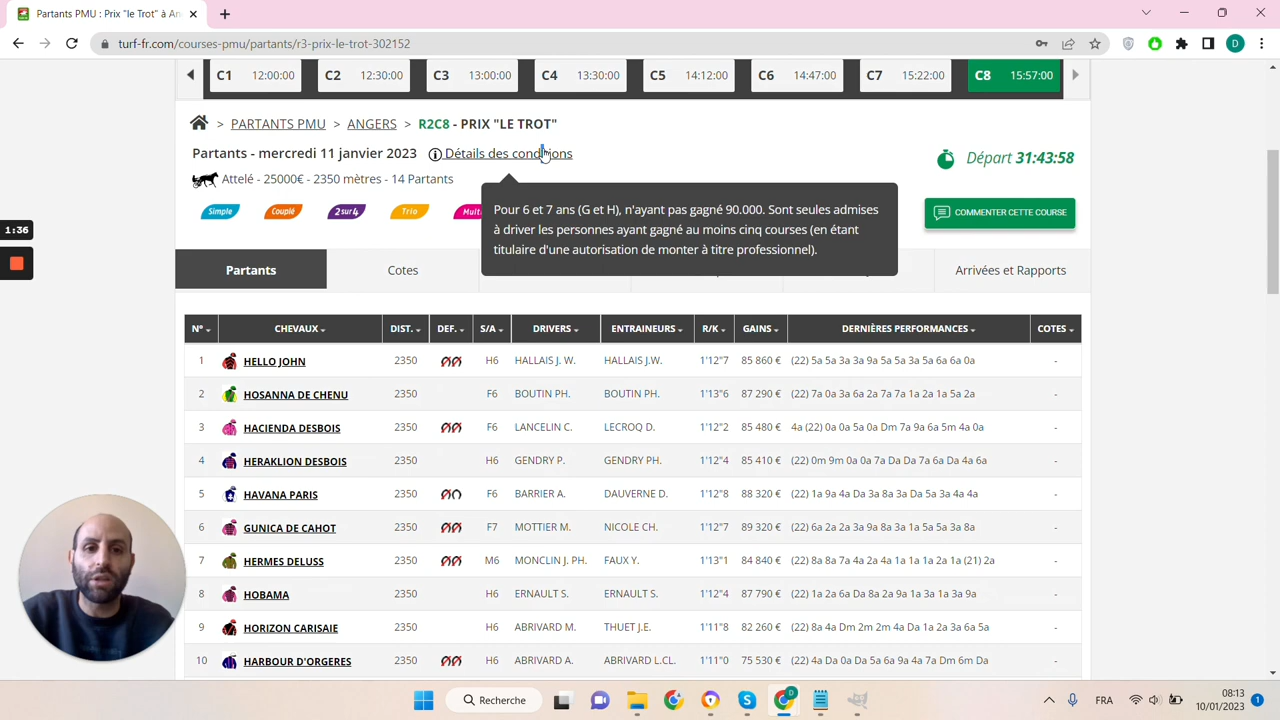 Partants PMU : Prix "le Trot" à An
turf-fr.com/courses-pmu/partants/r3-prix-le-trot-302152
D
C1 12:00:00 C2 12:30:00 C3 13:00:00 C4 13:30:00 C5 14:12:00 C6 14:47:00 C7 15:22:00 C8 15:57:00
> PARTANTS PMU > ANGERS > R2C8 - PRIX "LE TROT"
Partants - mercredi 11 janvier 2023 Détails des conditions
Départ 31:43:58
Attelé - 25000€ - 2350 mètres - 14 Partants
Simple Couplé 2sur4 Trio
Pour 6 et 7 ans (G et H), n'ayant pas gagné 90.000. Sont seules admises
à driver les personnes ayant gagné au moins cinq courses (en étant
titulaire d'une autorisation de monter à titre professionnel).
COMMENTER CETTE COURSE
1:36
Partants Cotes Arrivées et Rapports
N° CHEVAUX DIST. DEF. S/A DRIVERS ENTRAINEURS R/K GAINS DERNIÈRES PERFORMANCES COTES
1 HELLO JOHN 2350 H6 HALLAIS J. W. HALLAIS J.W. 1'12"7 85 860 € (22) 5a 5a 3a 3a 9a 5a 5a 3a 5a 6a 6a 0a -
2 HOSANNA DE CHENU 2350 F6 BOUTIN PH. BOUTIN PH. 1'13"6 87 290 € (22) 7a 0a 3a 6a 2a 7a 7a 1a 2a 1a 5a 2a -
3 HACIENDA DESBOIS 2350 F6 LANCELIN C. LECROQ D. 1'12"2 85 480 € 4a (22) 0a 0a 5a 0a Dm 7a 9a 6a 5m 4a 0a -
4 HERAKLION DESBOIS 2350 H6 GENDRY P. GENDRY PH. 1'12"4 85 410 € (22) 0m 9m 0a 0a 7a Da Da 7a 6a Da 4a 6a -
5 HAVANA PARIS 2350 F6 BARRIER A. DAUVERNE D. 1'12"8 88 320 € (22) 1a 9a 4a Da 3a 8a 3a Da 5a 3a 4a 4a -
6 GUNICA DE CAHOT 2350 F7 MOTTIER M. NICOLE CH. 1'12"7 89 320 € (22) 6a 2a 2a 3a 9a 8a 3a 1a 5a 5a 3a 8a -
7 HERMES DELUSS 2350 M6 MONCLIN J. PH. FAUX Y. 1'13"1 84 840 € (22) 8a 8a 7a 4a 2a 4a 1a 1a 1a 2a 1a (21) 2a -
8 HOBAMA 2350 H6 ERNAULT S. ERNAULT S. 1'12"4 87 790 € (22) 1a 2a 6a Da 8a 2a 9a 1a 3a 1a 3a 9a -
9 HORIZON CARISAIE 2350 H6 ABRIVARD M. THUET J.E. 1'11"8 82 260 € (22) 8a 4a Dm 2m 2m 4a Da 1a 2a 3a 6a 5a -
10 HARBOUR D'ORGERES 2350 H6 ABRIVARD A. ABRIVARD L.CL. 1'11"0 75 530 € (22) 4a Da 0a Da 5a 6a 9a 4a 7a Dm 6m Da -
Recherche
D
FRA
08:13
10/01/2023
1